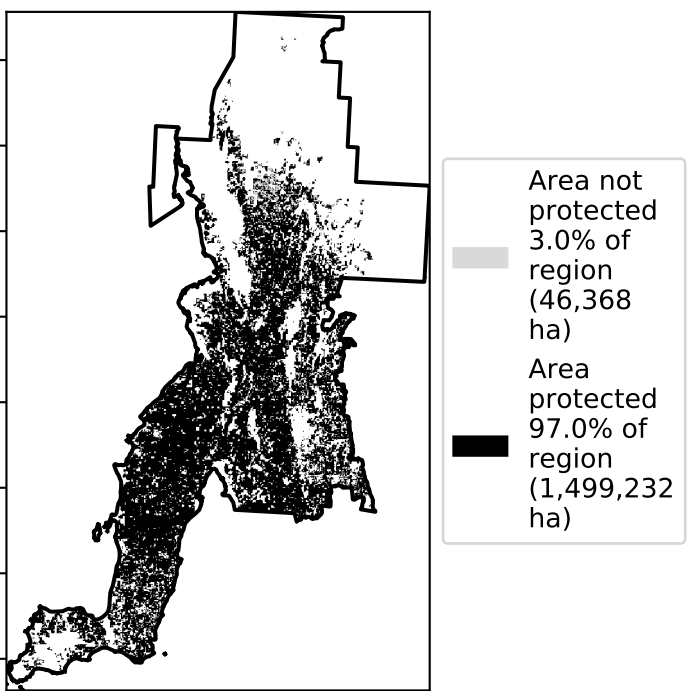 Area not
protected
3.0% of
region
(46,368
ha)
Area
protected
97.0% of
region
(1,499,232
ha)